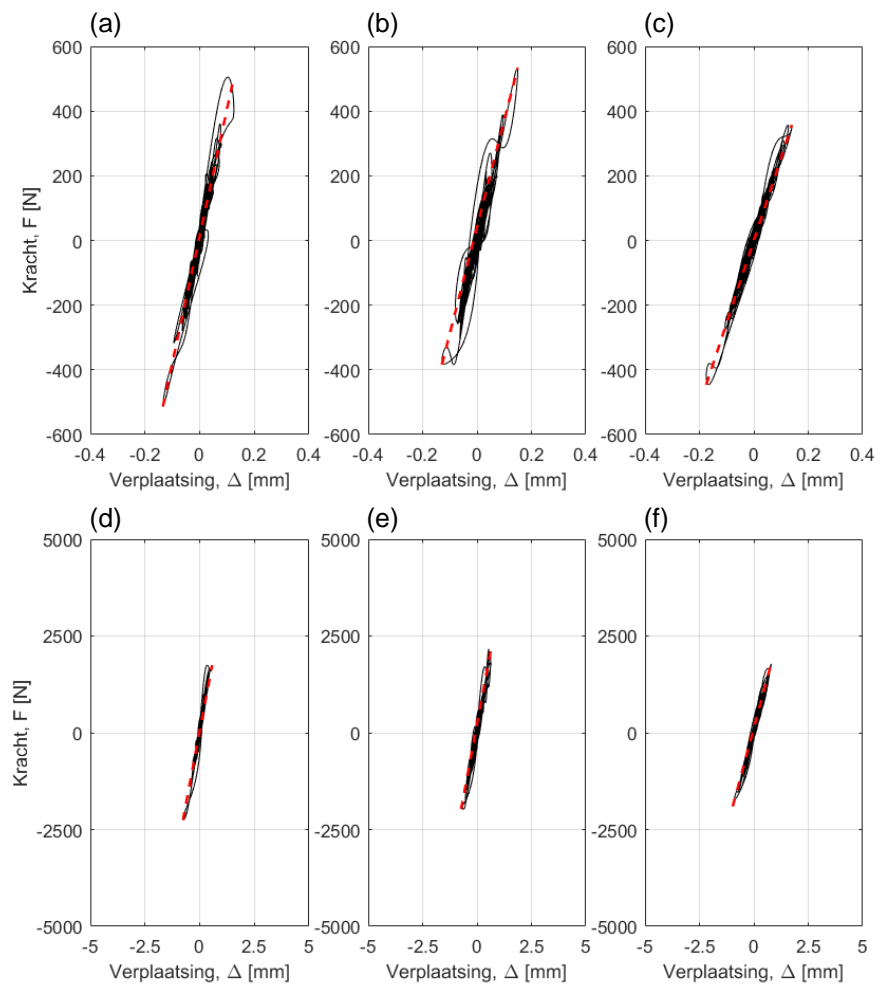 (a) (b) (c)
600 600 600
400 400 400
200 200 200
0 0 0
-200 -200 -200
-400 -400 -400
-600 -600 -600
Kracht, F [N]
-0.4 -0.2 0 0.2 0.4 -0.4 -0.2 0 0.2 0.4 -0.4 -0.2 0 0.2 0.4
Verplaatsing, Δ [mm] Verplaatsing, Δ [mm] Verplaatsing, Δ [mm]
(d) (e) (f)
5000 5000 5000
2500 2500 2500
0 0 0
-2500 -2500 -2500
-5000 -5000 -5000
Kracht, F [N]
-5 -2.5 0 2.5 5 -5 -2.5 0 2.5 5 -5 -2.5 0 2.5 5
Verplaatsing, Δ [mm] Verplaatsing, Δ [mm] Verplaatsing, Δ [mm]